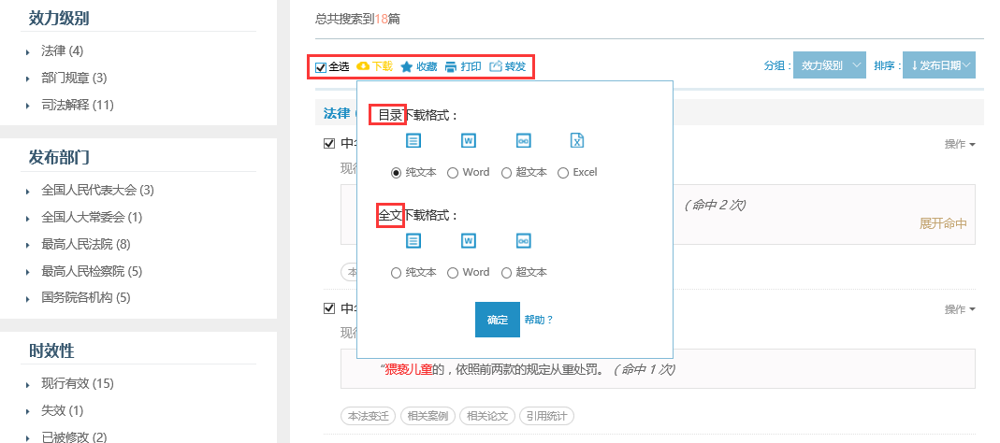 效力级别
法律 (4)
部门规章 (3)
司法解释 (11)
发布部门
全国人民代表大会 (3)
全国人大常委会 (1)
最高人民法院 (8)
最高人民检察院 (5)
国务院各机构 (5)
时效性
现行有效 (15)
失效 (1)
已被修改 (2)
总共搜索到18篇
全选 下载 收藏 打印 转发
分组： 效力级别 排序： ↓发布日期
法律
目录下载格式：
纯文本 Word 超文本 Excel
全文下载格式：
纯文本 Word 超文本
确定 帮助？
操作
现行
（命中 2 次）
展开命中
本
操作
现行
“猥亵儿童的，依照前两款的规定从重处罚。（命中 1 次）
本法变迁 相关案例 相关论文 引用统计